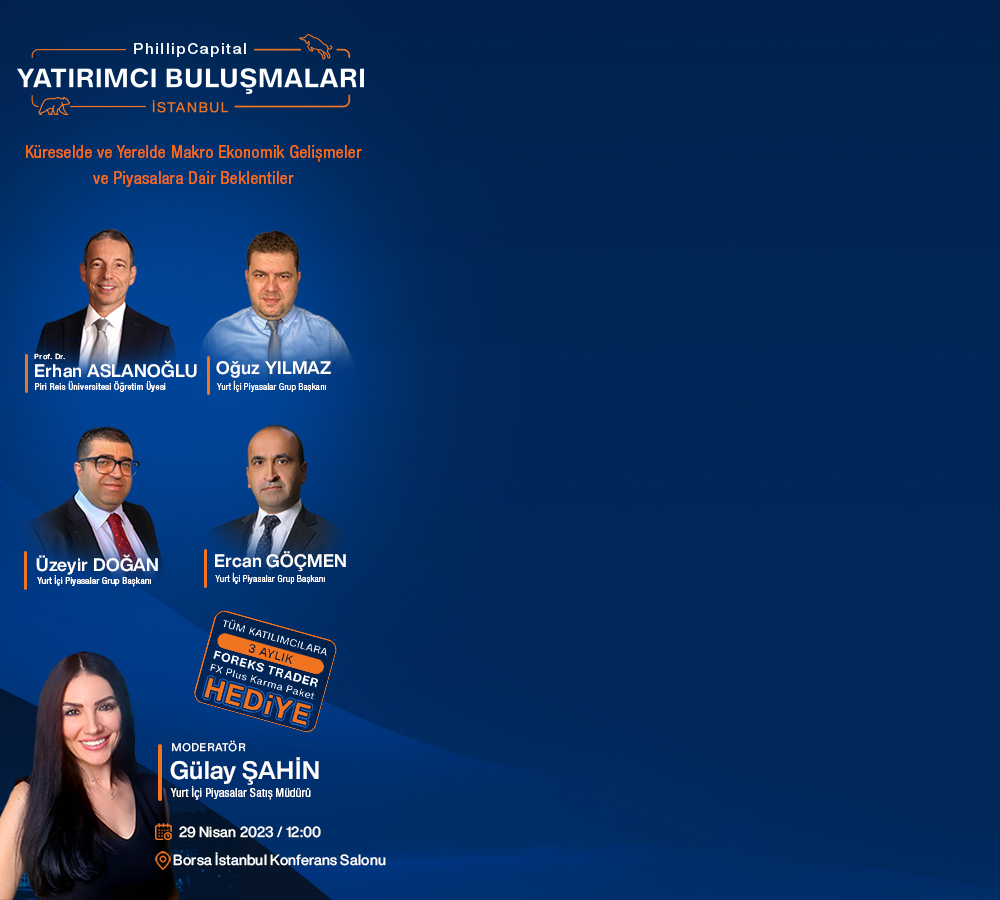 PhillipCapital
YATIRIMCI BULUŞMALARI
İSTANBUL
Küreselde ve Yerelde Makro Ekonomik Gelişmeler
ve Piyasalara Dair Beklentiler
Prof. Dr.
Erhan ASLANOĞLU
Piri Reis Üniversitesi Öğretim Üyesi
Oğuz YILMAZ
Yurt İçi Piyasalar Grup Başkanı
Üzeyir DOĞAN
Yurt İçi Piyasalar Grup Başkanı
Ercan GÖÇMEN
Yurt İçi Piyasalar Grup Başkanı
TÜM KATILIMCILARA
3 AYLIK
FOREKS TRADER
FX Plus Karma Paket
HEDİYE
MODERATÖR
Gülay ŞAHİN
Yurt İçi Piyasalar Satış Müdürü
29 Nisan 2023 / 12:00
Borsa İstanbul Konferans Salonu